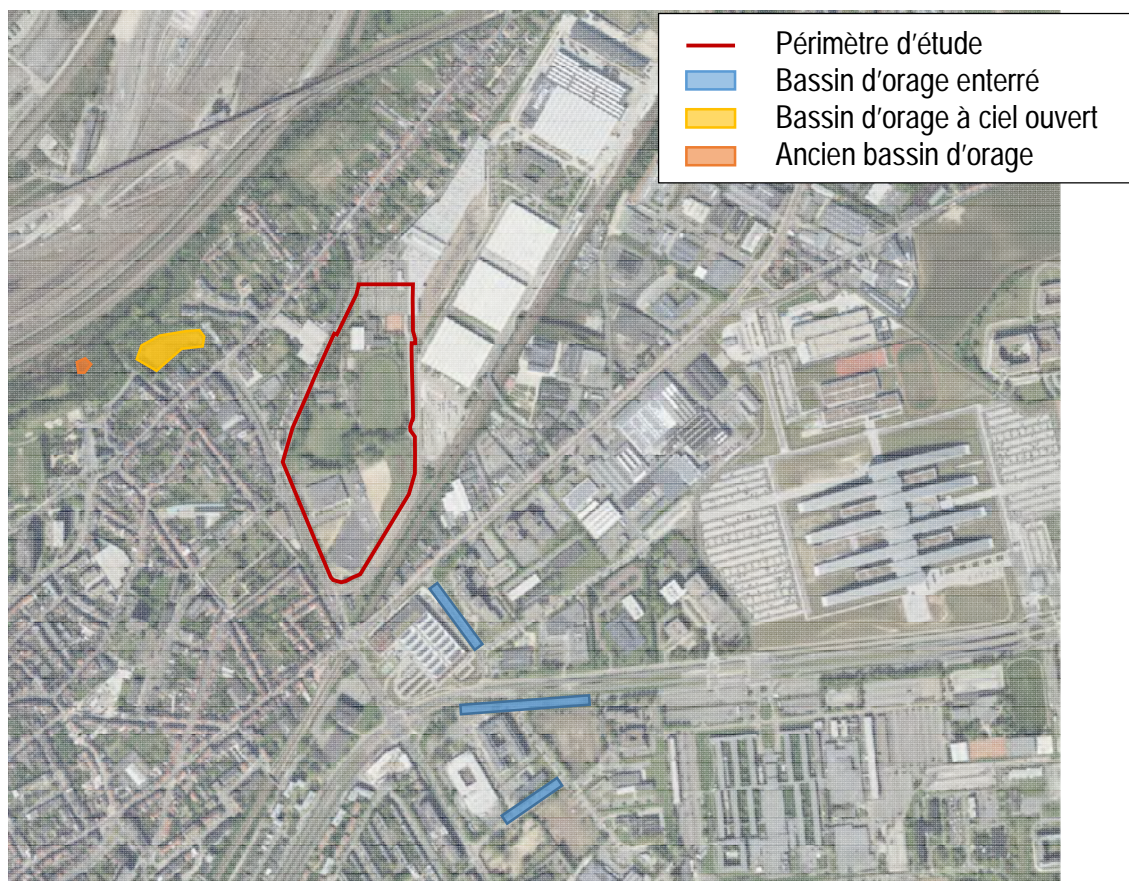 Périmètre d'étude
Bassin d'orage enterré
Bassin d'orage à ciel ouvert
Ancien bassin d'orage